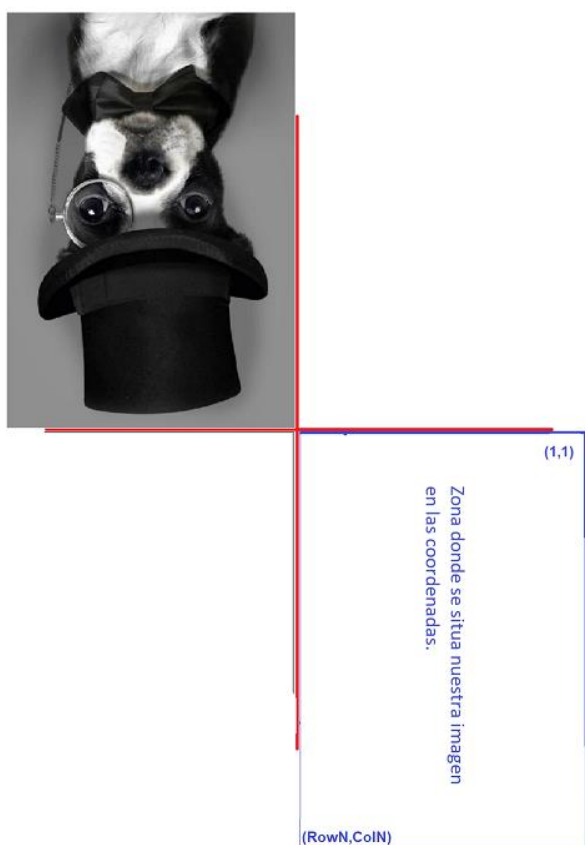 (1,1)
Zona donde se situa nuestra imagen
en las coordenadas.
(RowN,ColN)